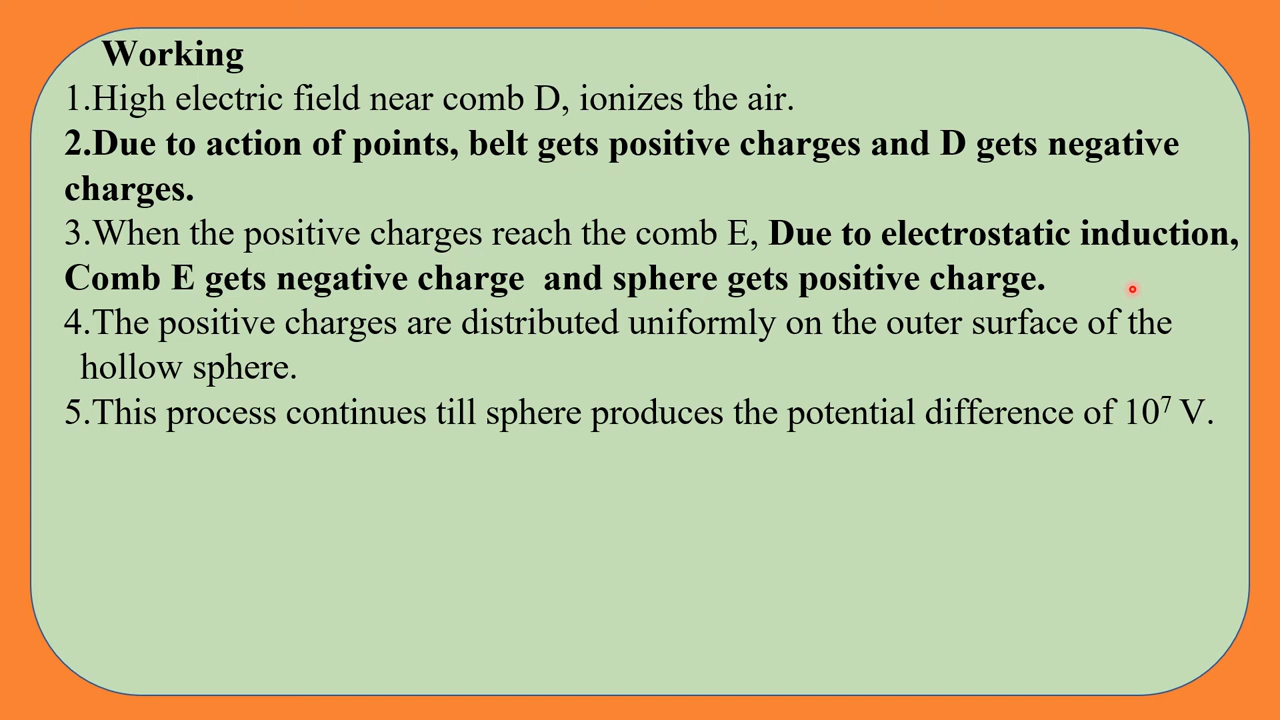 Working
1.High electric field near comb D, ionizes the air.
2.Due to action of points, belt gets positive charges and D gets negative
charges.
3.When the positive charges reach the comb E, Due to electrostatic induction,
Comb E gets negative charge  and sphere gets positive charge.
4.The positive charges are distributed uniformly on the outer surface of the
hollow sphere.
5.This process continues till sphere produces the potential difference of 10⁷ V.